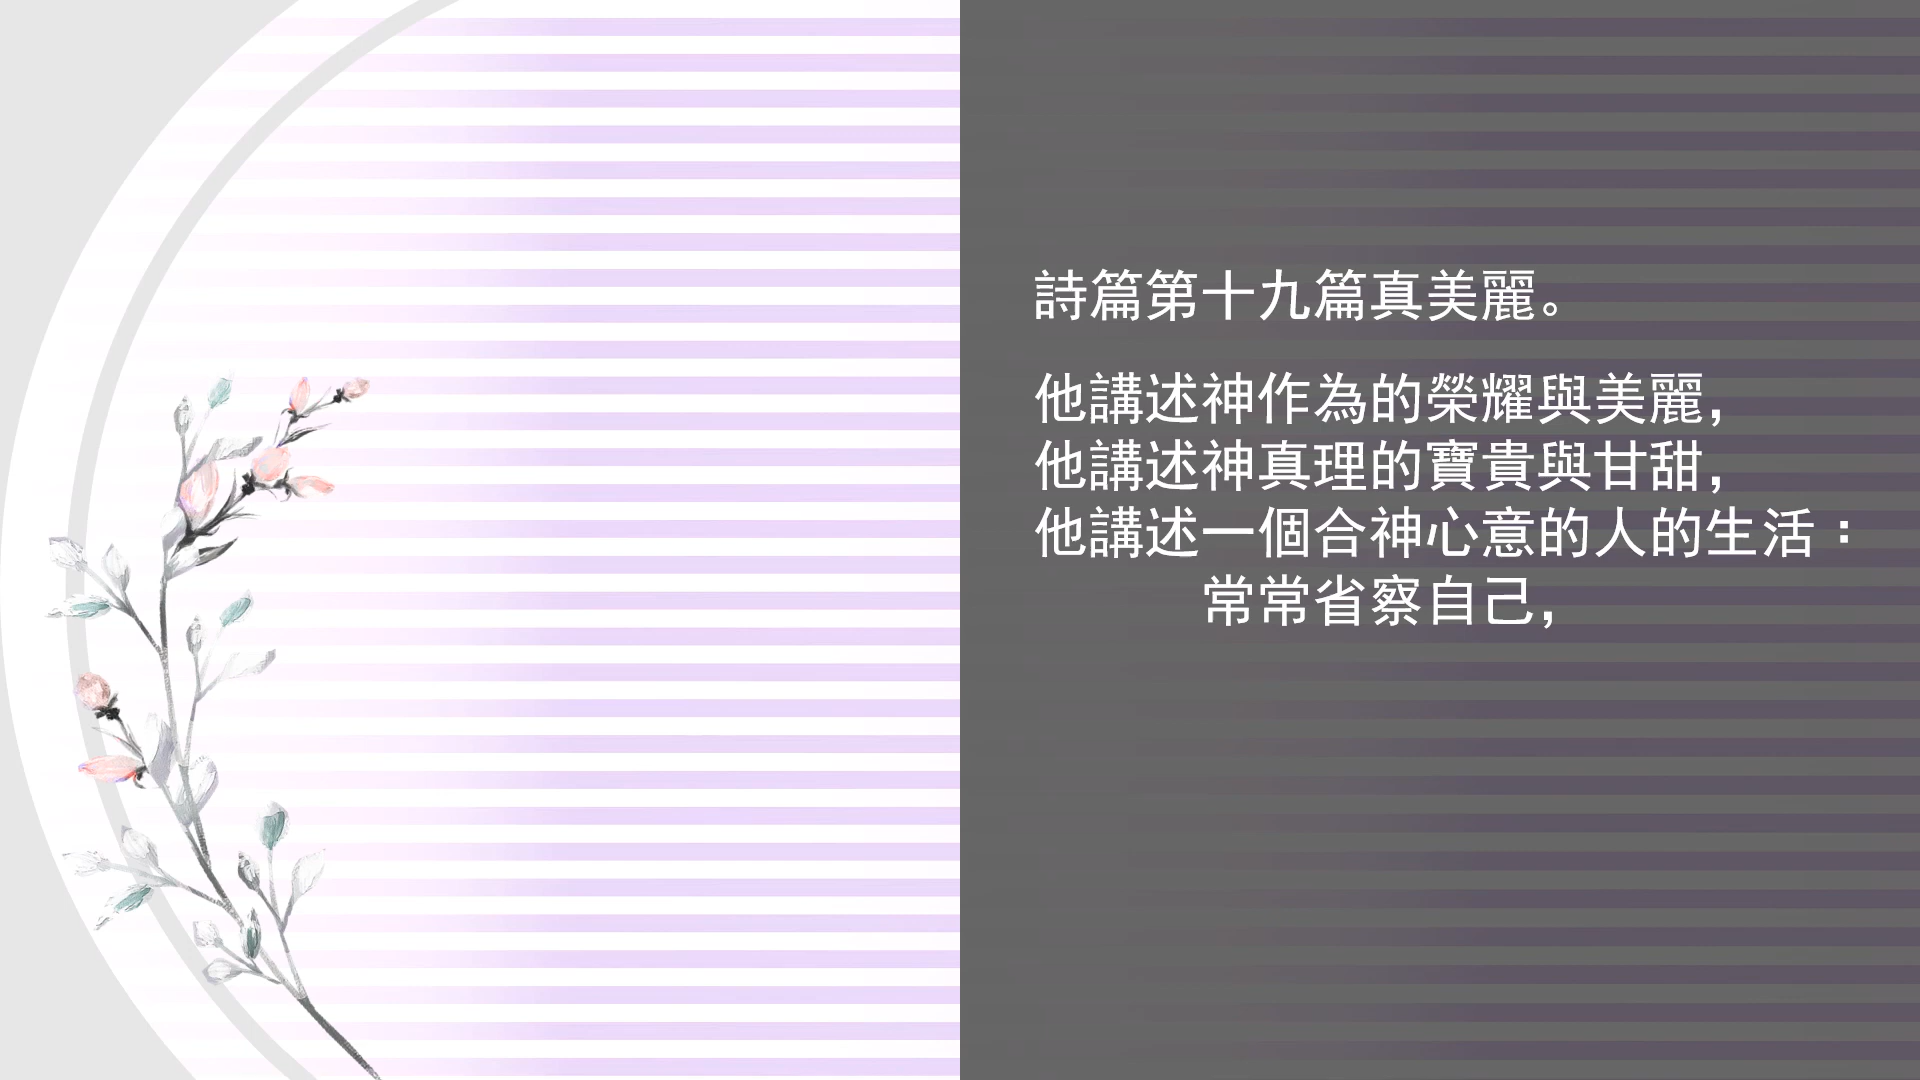 詩篇第十九篇真美麗。
他講述神作為的榮耀與美麗，
他講述神真理的寶貴與甘甜，
他講述一個合神心意的人的生活：
常常省察自己，